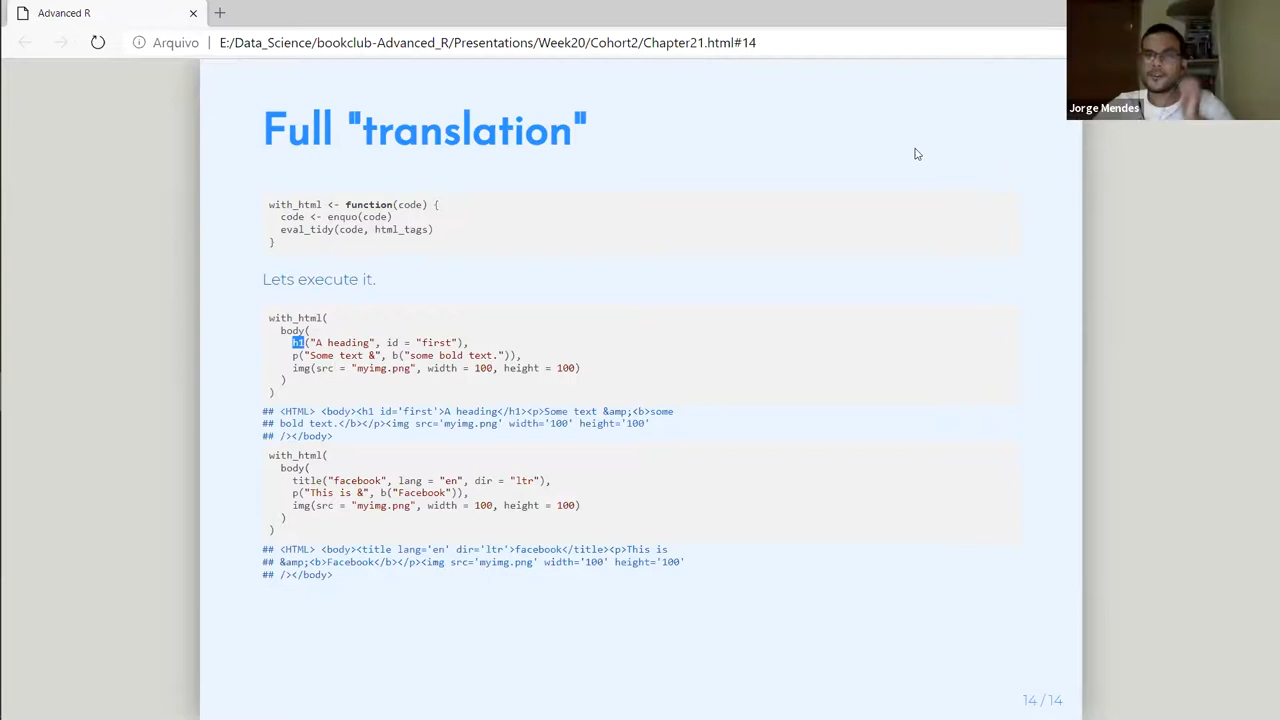 Advanced R
Arquivo | E:/Data_Science/bookclub-Advanced_R/Presentations/Week20/Cohort2/Chapter21.html#14
Jorge Mendes
Full "translation"
with_html <- function(code) {
  code <- enquo(code)
  eval_tidy(code, html_tags)
}
Lets execute it.
with_html(
  body(
    h1("A heading", id = "first"),
    p("Some text &", b("some bold text.")),
    img(src = "myimg.png", width = 100, height = 100)
  )
)
## <HTML> <body><h1 id='first'>A heading</h1><p>Some text &amp;<b>some
## bold text.</b></p><img src='myimg.png' width='100' height='100'
## /></body>
with_html(
  body(
    title("facebook", lang = "en", dir = "ltr"),
    p("This is &", b("Facebook")),
    img(src = "myimg.png", width = 100, height = 100)
  )
)
## <HTML> <body><title lang='en' dir='ltr'>facebook</title><p>This is
## &amp;<b>Facebook</b></p><img src='myimg.png' width='100' height='100'
## /></body>
14 / 14